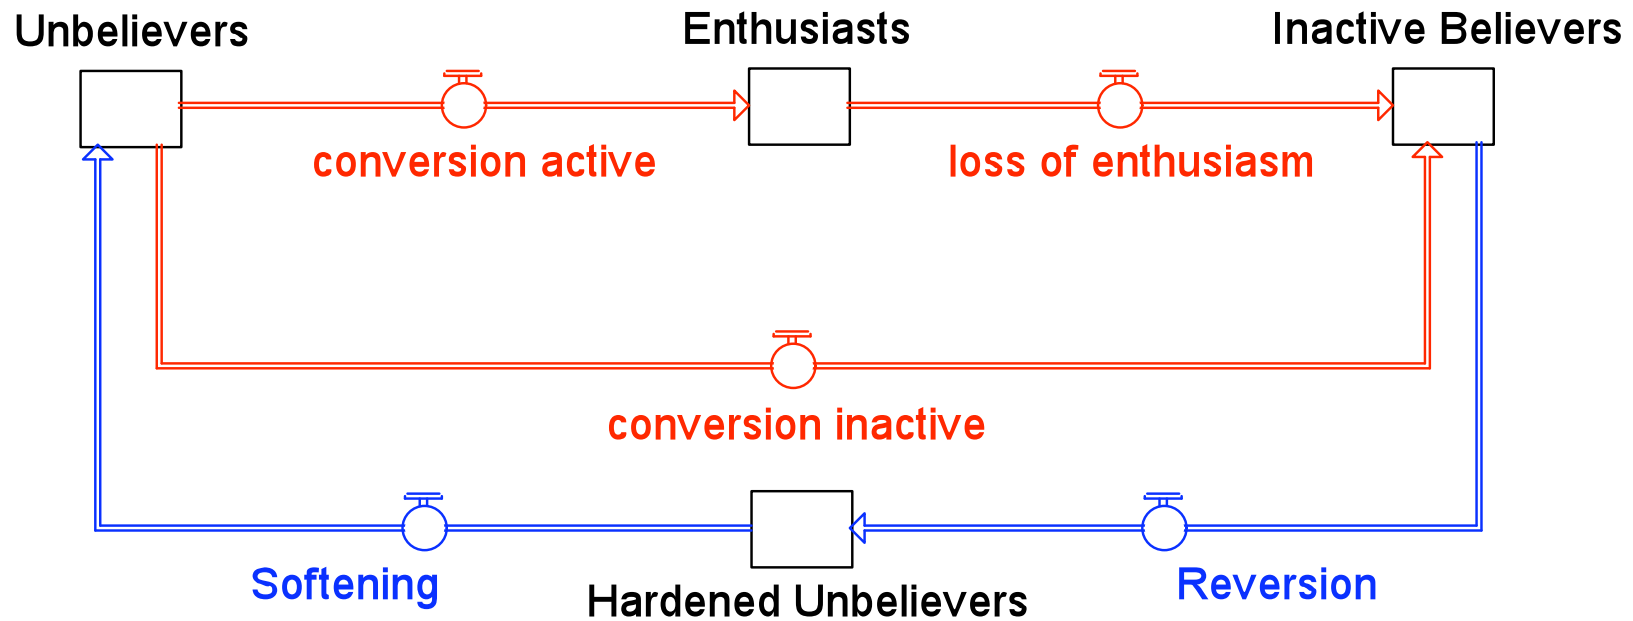 Unbelievers
Enthusiasts
Inactive Believers
conversion active
loss of enthusiasm
conversion inactive
Softening
Hardened Unbelievers
Reversion